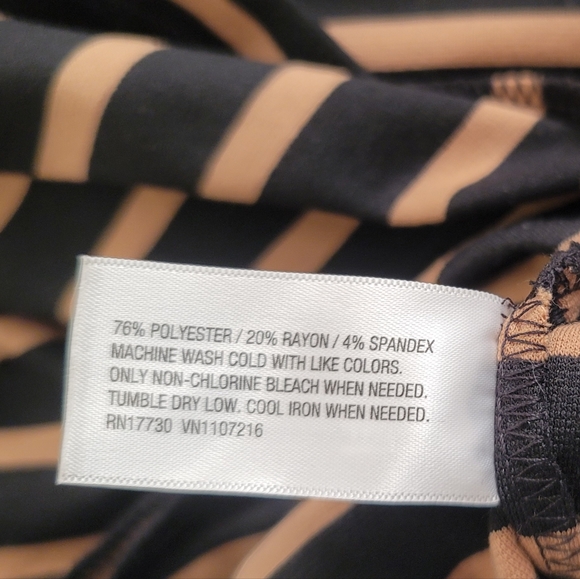 76% POLYESTER / 20% RAYON / 4% SPANDEX
MACHINE WASH COLD WITH LIKE COLORS.
ONLY NON-CHLORINE BLEACH WHEN NEEDED.
TUMBLE DRY LOW. COOL IRON WHEN NEEDED.
RN17730 VN1107216